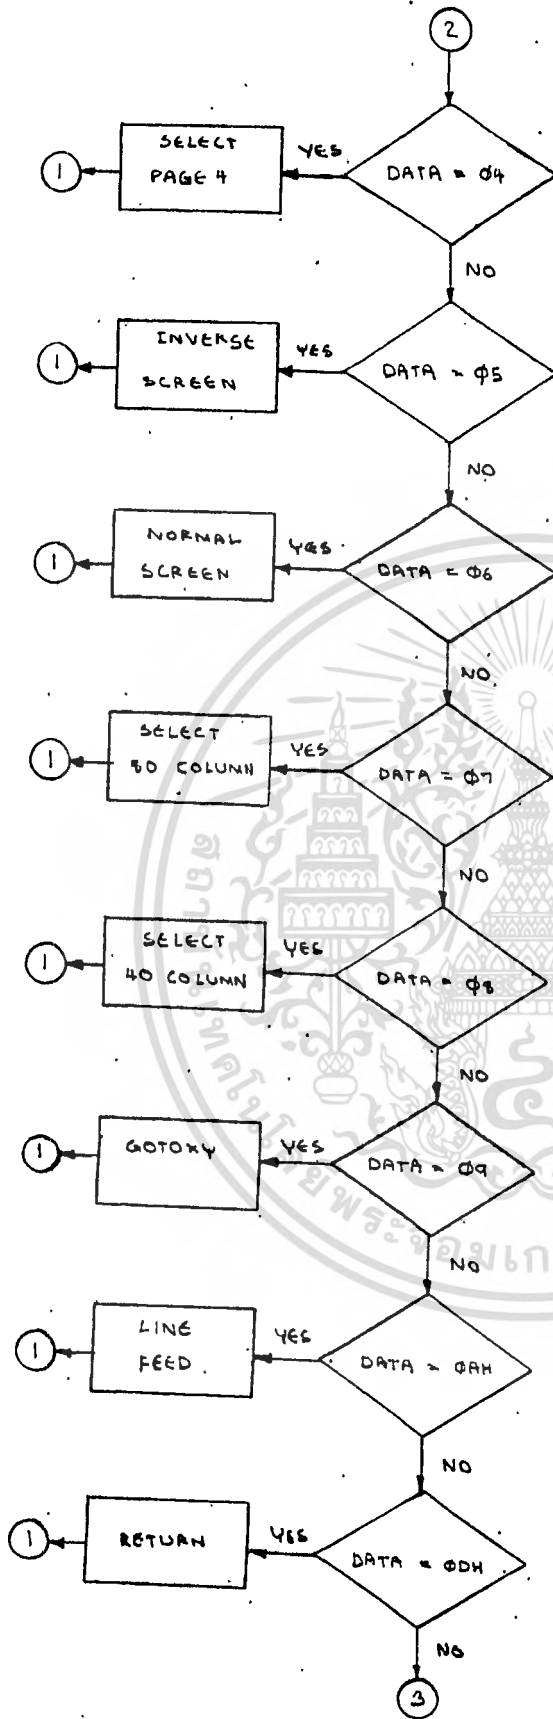 2
SELECT
PAGE 4
YES
DATA = Ø4
1
NO
INVERSE
SCREEN
YES
DATA = Ø5
1
NO
NORMAL
SCREEN
YES
DATA = Ø6
1
NO
SELECT
80 COLUMN
YES
DATA = Ø7
1
NO
SELECT
40 COLUMN
YES
DATA = Ø8
1
NO
GOTOXY
YES
DATA = Ø9
1
NO
LINE
FEED
YES
DATA = ØAH
1
NO
RETURN
YES
DATA = ØDH
1
NO
3